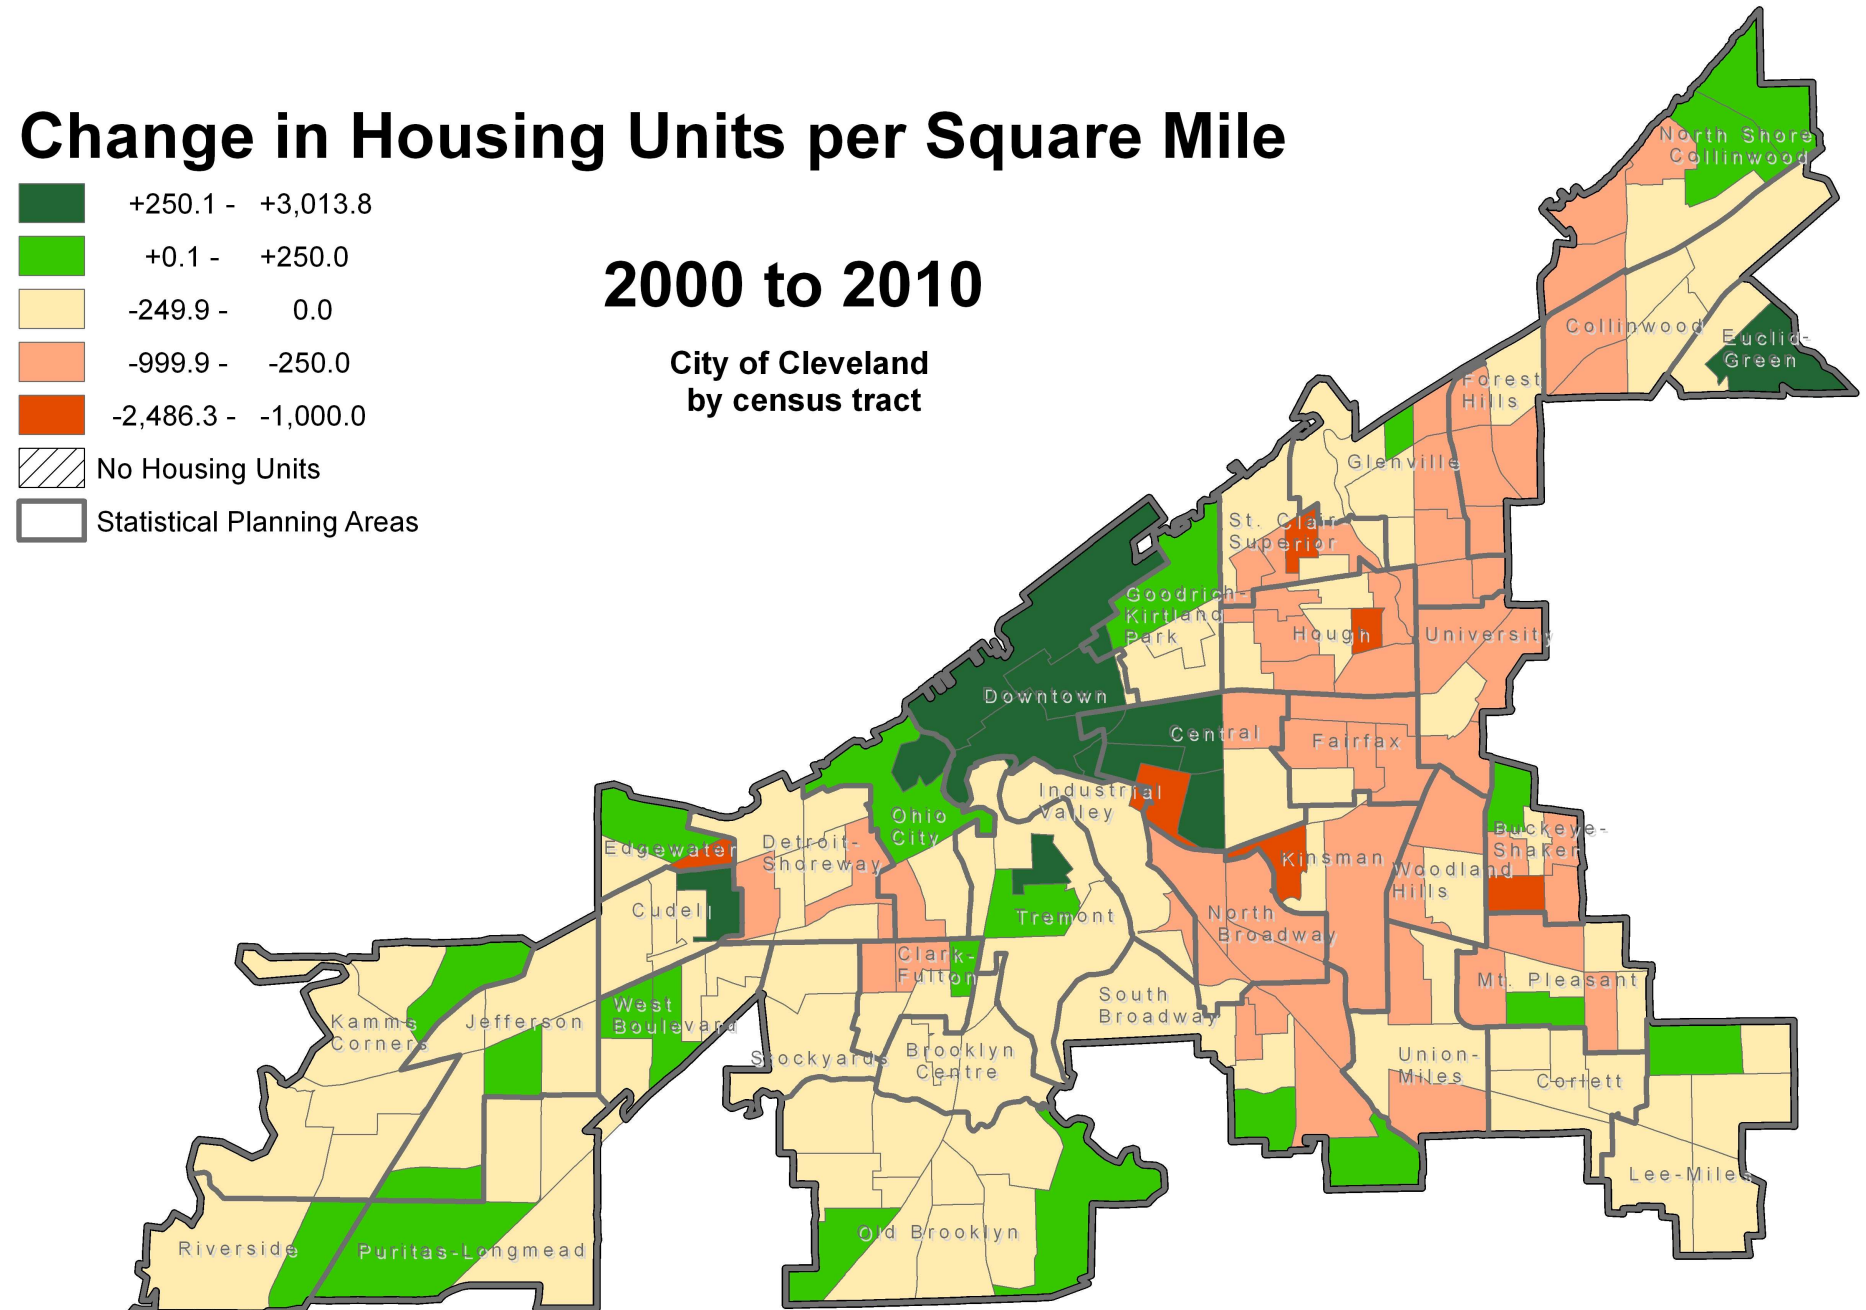 Change in Housing Units per Square Mile
+250.1 - +3,013.8
+0.1 - +250.0
-249.9 - 0.0
-999.9 - -250.0
-2,486.3 - -1,000.0
No Housing Units
Statistical Planning Areas
2000 to 2010
City of Cleveland
by census tract
North Shore
Collinwood
Collinwood
Euclid-
Green
Forest
Hills
Glenville
St. Clair-
Superior
Goodrich-
Kirtland
Park
Hough
University
Downtown
Central
Fairfax
Industrial
Valley
Ohio
City
Edgewater
Detroit-
Shoreway
Buckeye-
Shaker
Kinsman
Woodland
Hills
Cudell
Tremont
North
Broadway
Clark-
Fulton
Mt. Pleasant
West
Boulevard
South
Broadway
Kamms
Corners
Jefferson
Stockyards
Brooklyn
Centre
Union-
Miles
Corlett
Lee-Miles
Riverside
Puritas-Longmead
Old Brooklyn